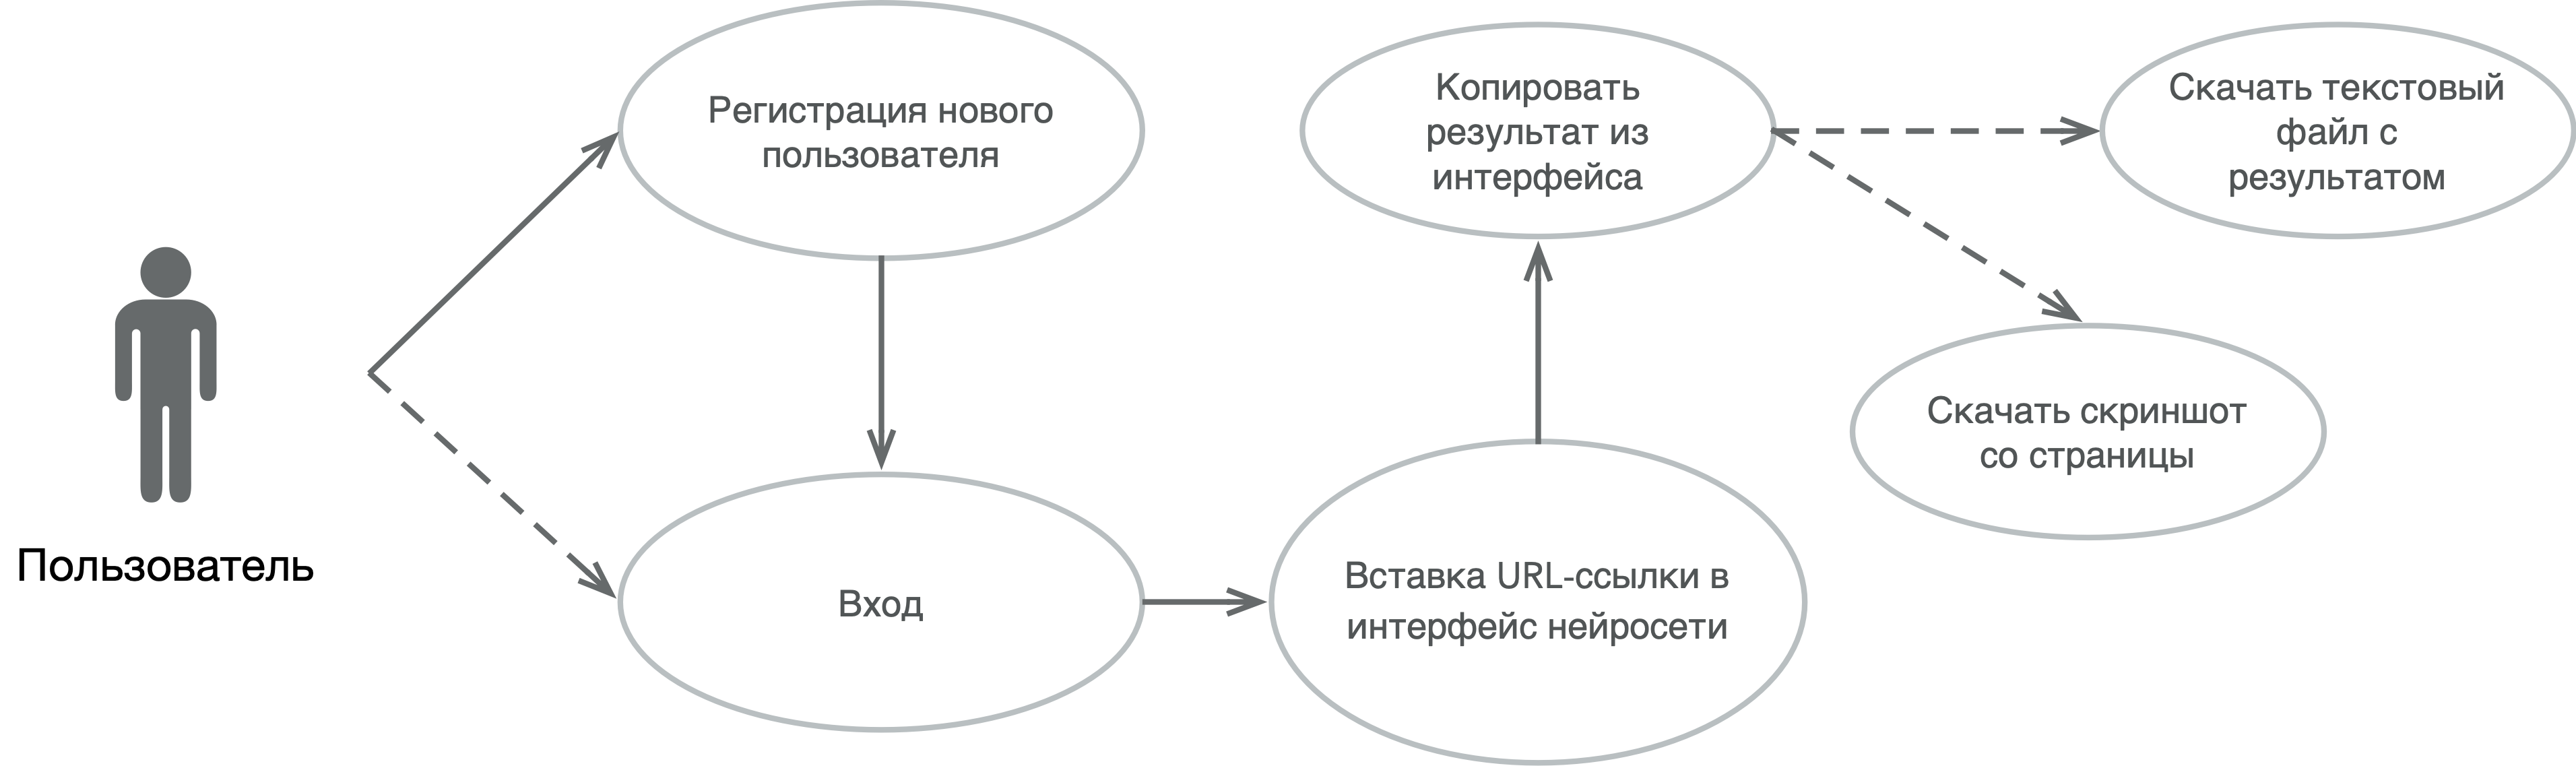 Регистрация нового
пользователя
Копировать
результат из
интерфейса
Скачать текстовый
файл с
результатом
Скачать скриншот
со страницы
Пользователь
Вход
Вставка URL-ссылки в
интерфейс нейросети